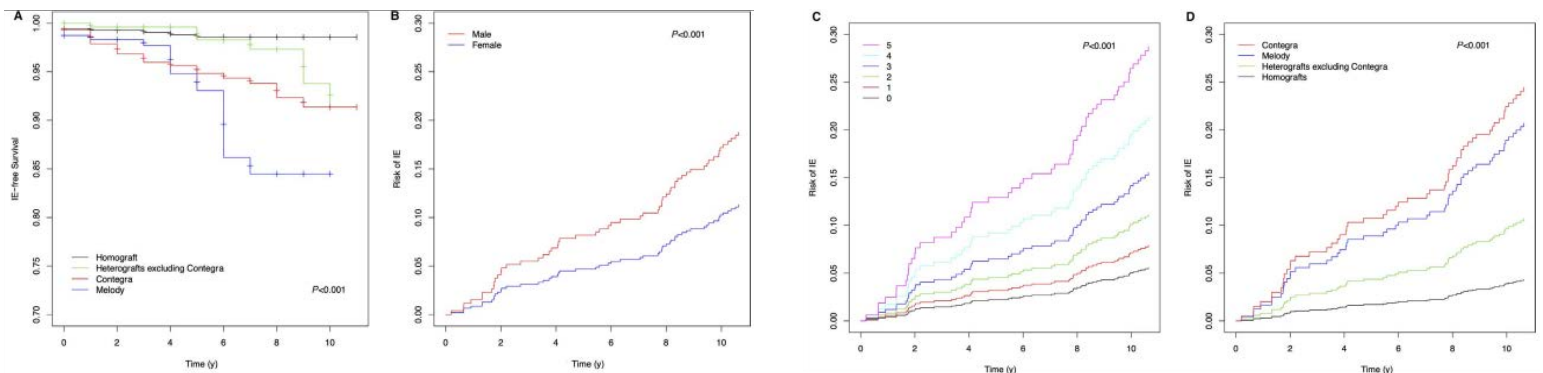 A
1.00
0.95
0.90
0.85
0.80
0.75
0.70
IE-free Survival
Homograft
Heterografts excluding Contegra
Contegra
Melody
P<0.001
0 2 4 6 8 10
Time (y)
B
0.30
0.25
0.20
0.15
0.10
0.05
0.00
Risk of IE
Male
Female
P<0.001
0 2 4 6 8 10
Time (y)
C
0.30
0.25
0.20
0.15
0.10
0.05
0.00
Risk of IE
5
4
3
2
1
0
P<0.001
0 2 4 6 8 10
Time (y)
D
0.30
0.25
0.20
0.15
0.10
0.05
0.00
Risk of IE
Contegra
Melody
Heterografts excluding Contegra
Homografts
P<0.001
0 2 4 6 8 10
Time (y)